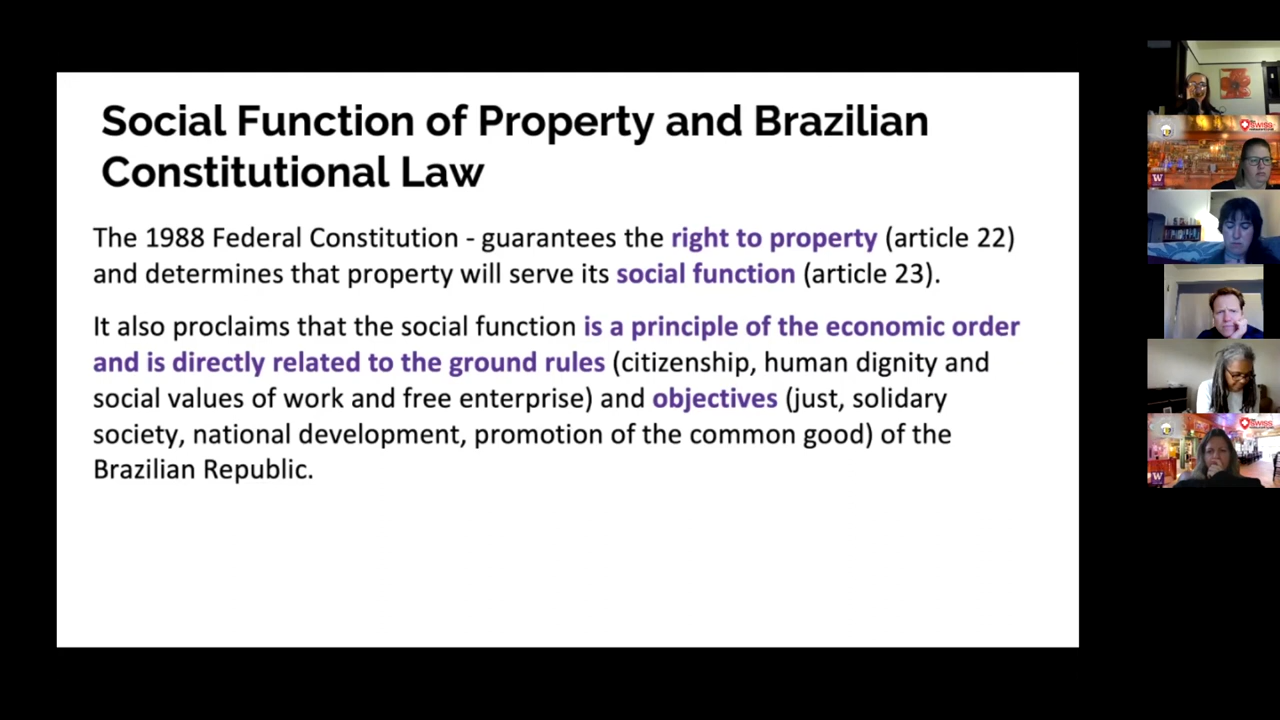 Social Function of Property and Brazilian
Constitutional Law
The 1988 Federal Constitution - guarantees the right to property (article 22)
and determines that property will serve its social function (article 23).
It also proclaims that the social function is a principle of the economic order
and is directly related to the ground rules (citizenship, human dignity and
social values of work and free enterprise) and objectives (just, solidary
society, national development, promotion of the common good) of the
Brazilian Republic.
SWISS
W
SWISS
W